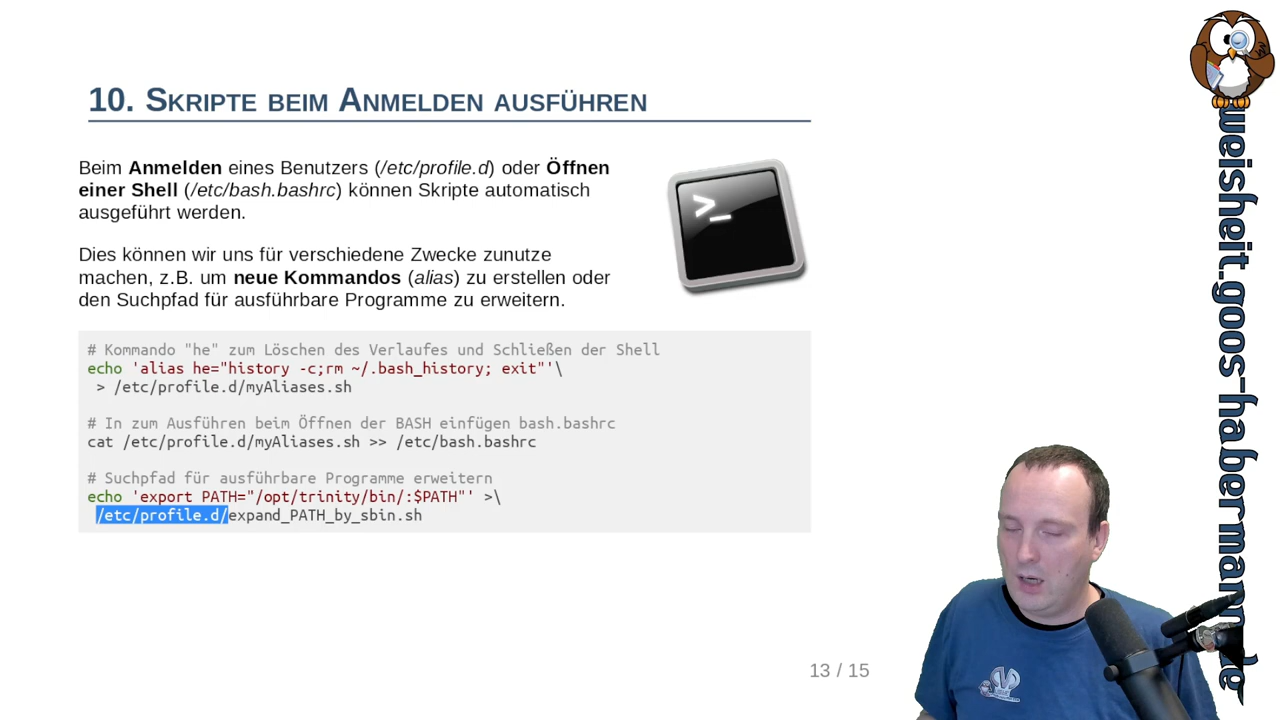 10. Skripte beim Anmelden ausführen
Beim Anmelden eines Benutzers (/etc/profile.d) oder Öffnen
einer Shell (/etc/bash.bashrc) können Skripte automatisch
ausgeführt werden.
Dies können wir uns für verschiedene Zwecke zunutze
machen, z.B. um neue Kommandos (alias) zu erstellen oder
den Suchpfad für ausführbare Programme zu erweitern.
>_
# Kommando "he" zum Löschen des Verlaufes und Schließen der Shell
echo 'alias he="history -c;rm ~/.bash_history; exit"'\
> /etc/profile.d/myAliases.sh
# In zum Ausführen beim Öffnen der BASH einfügen bash.bashrc
cat /etc/profile.d/myAliases.sh >> /etc/bash.bashrc
# Suchpfad für ausführbare Programme erweitern
echo 'export PATH="/opt/trinity/bin/:$PATH"' >\
/etc/profile.d/expand_PATH_by_sbin.sh
13 / 15
weisheit.goos-habermann.de